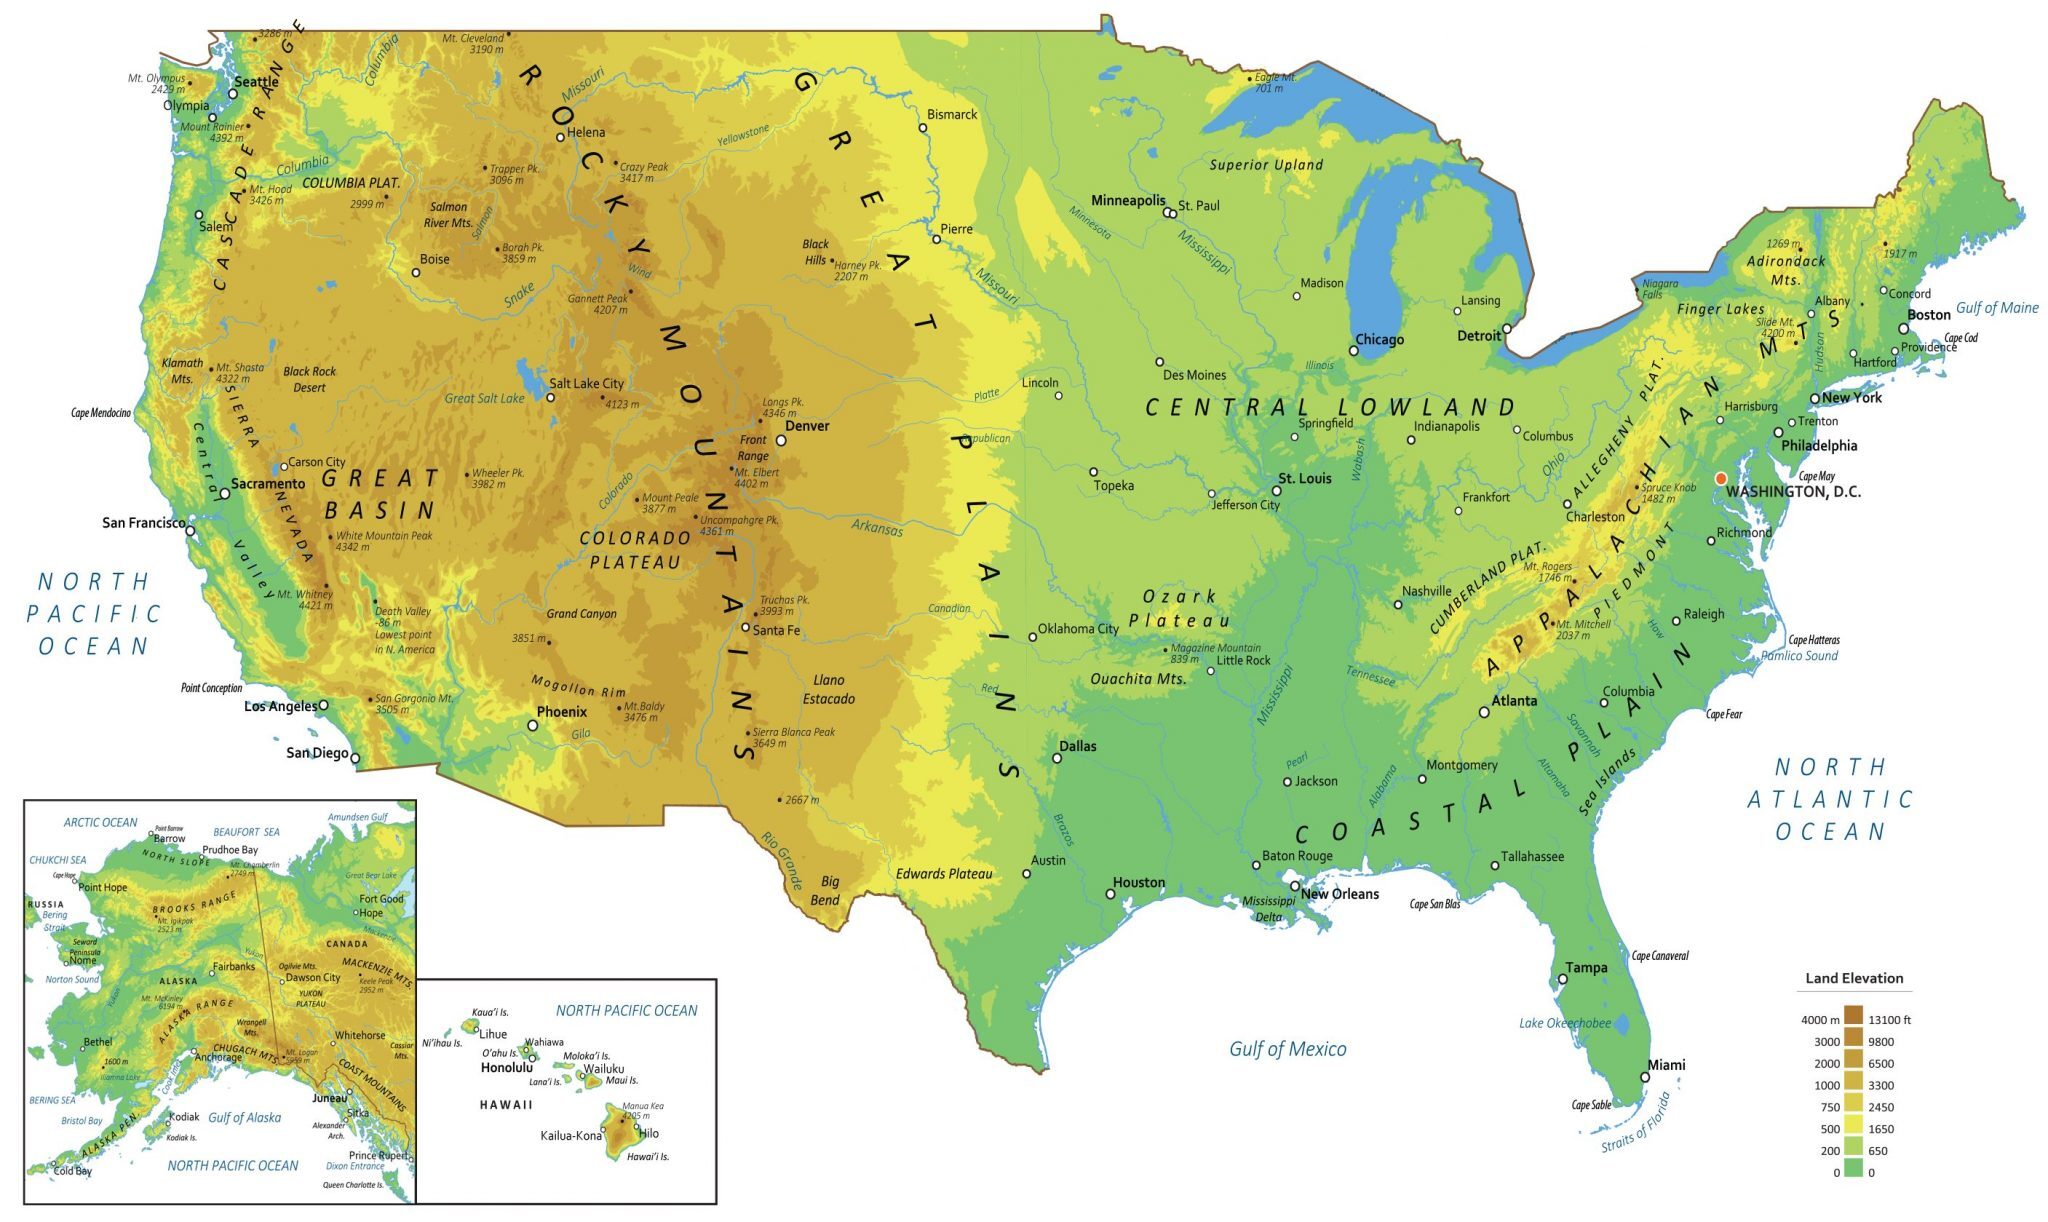 3286 m
Mt. Cleveland
3190 m
Mt. Olympus
2429 m
Seattle
Olympia
Mount Rainier
4392 m
CASCADE RANGE
Columbia
Columbia
Mt. Hood
3426 m
COLUMBIA PLAT.
2999 m
Salem
ROCKY MOUNTAINS
Missouri
Helena
Trapper Pk.
3096 m
Crazy Peak
3417 m
Yellowstone
Salmon
River Mts.
Salmon
Borah Pk.
3859 m
Boise
Snake
Wind
Gannett Peak
4207 m
GREAT PLAINS
Bismarck
Black
Hills
Harney Pk.
2207 m
Pierre
Missouri
Minnesota
Minneapolis
St. Paul
Mississippi
Eagle Mt.
701 m
Superior Upland
Madison
Lansing
Detroit
Chicago
Niagara
Falls
Finger Lakes
1269 m
Adirondack
Mts.
1917 m
Albany
Concord
Gulf of Maine
Slide Mt.
4200 m
Boston
Cape Cod
Providence
Hartford
Hudson
New York
Harrisburg
Trenton
Philadelphia
Cape May
WASHINGTON, D.C.
Klamath
Mts.
Mt. Shasta
4322 m
Black Rock
Desert
Cape Mendocino
SIERRA NEVADA
Central Valley
Carson City
Sacramento
San Francisco
GREAT
BASIN
Wheeler Pk.
3982 m
White Mountain Peak
4342 m
Mt. Whitney
4421 m
Death Valley
-86 m
Lowest point
in N. America
Great Salt Lake
Salt Lake City
4123 m
Longs Pk.
4346 m
Denver
Front
Range
Mt. Elbert
4402 m
Colorado
Mount Peale
3877 m
Uncompahgre Pk.
4361 m
COLORADO
PLATEAU
Grand Canyon
3851 m
Truchas Pk.
3993 m
Santa Fe
Mogollon Rim
Mt.Baldy
3476 m
Phoenix
Gila
Sierra Blanca Peak
3649 m
2667 m
Llano
Estacado
Point Conception
Los Angeles
San Gorgonio Mt.
3505 m
San Diego
NORTH
PACIFIC
OCEAN
Platte
Lincoln
Des Moines
Illinois
CENTRAL LOWLAND
Springfield
Indianapolis
Columbus
Wabash
Ohio
Republican
Topeka
Jefferson City
St. Louis
Frankfort
Charleston
ALLEGHENY PLAT.
Spruce Knob
1482 m
APPALACHIAN MTS
Richmond
Arkansas
Canadian
Oklahoma City
Ozark
Plateau
Magazine Mountain
839 m
Little Rock
Ouachita Mts.
Red
Nashville
CUMBERLAND PLAT.
Mt. Rogers
1746 m
PIEDMONT
Mt. Mitchell
2037 m
Haw
Raleigh
Cape Hatteras
Pamlico Sound
Tennessee
Mississippi
Atlanta
Columbia
Cape Fear
Savannah
Altamaha
Sea Islands
COASTAL PLAIN
Dallas
Pearl
Jackson
Alabama
Montgomery
Brazos
Rio Grande
Big
Bend
Edwards Plateau
Austin
Houston
Baton Rouge
New Orleans
Mississippi
Delta
Tallahassee
Cape San Blas
Cape Canaveral
Tampa
Lake Okeechobee
Miami
Cape Sable
Straits of Florida
Gulf of Mexico
NORTH
ATLANTIC
OCEAN
Land Elevation
4000 m 13100 ft
3000 9800
2000 6500
1000 3300
750 2450
500 1650
200 650
0 0
ARCTIC OCEAN
Point Barrow
Barrow
BEAUFORT SEA
Amundsen Gulf
Prudhoe Bay
NORTH SLOPE
CHUKCHI SEA
Cape Hope
Point Hope
Mt. Chamberlin
2749 m
Great Bear Lake
BROOKS RANGE
Mt. Igikpak
2523 m
Fort Good
Hope
Mackenzie
RUSSIA
Bering
Strait
Seward
Peninsula
Nome
Norton Sound
Yukon
Yukon
CANADA
MACKENZIE MTS.
Keele Peak
2952 m
Fairbanks
Ogilvie Mts.
Dawson City
YUKON
PLATEAU
ALASKA
Mt. McKinley
6194 m
ALASKA RANGE
Wrangell
Mts.
Whitehorse
Cassiar
Mts.
Bethel
1600 m
Iliamna Lake
Anchorage
CHUGACH MTS.
Mt. Logan
5959 m
COAST MOUNTAINS
Cook Inlet
BERING SEA
Bristol Bay
Kodiak
Kodiak Is.
Gulf of Alaska
Juneau
Sitka
Alexander
Arch.
ALASKA PEN.
Cold Bay
NORTH PACIFIC OCEAN
Prince Rupert
Dixon Entrance
Queen Charlotte Is.
NORTH PACIFIC OCEAN
Kaua'i Is.
Lihue
Ni'ihau Is.
Wahiawa
O'ahu Is.
Honolulu
Moloka'i Is.
Wailuku
Lana'i Is.
Maui Is.
HAWAII
Manua Kea
4205 m
Kailua-Kona
Hilo
Hawai'i Is.